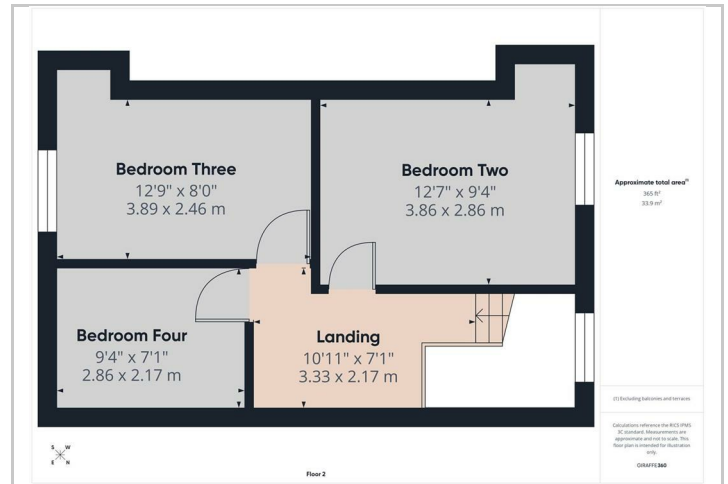 Bedroom Three
12'9" x 8'0"
3.89 x 2.46 m
Bedroom Two
12'7" x 9'4"
3.86 x 2.86 m
Bedroom Four
9'4" x 7'1"
2.86 x 2.17 m
Landing
10'11" x 7'1"
3.33 x 2.17 m
Approximate total area(1)
365 ft²
33.9 m²
(1) Excluding balconies and terraces
Calculations reference the RICS IPMS
3C standard. Measurements are
approximate and not to scale. This
floor plan is intended for illustration
only.
GIRAFFE360
S W
E N
Floor 2